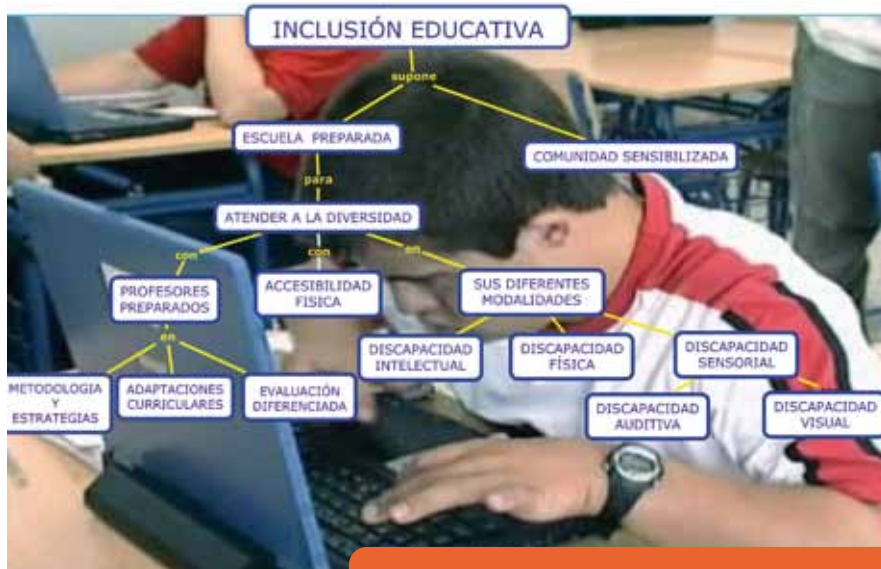 INCLUSIÓN EDUCATIVA
supone
ESCUELA PREPARADA
COMUNIDAD SENSIBILIZADA
para
ATENDER A LA DIVERSIDAD
con
con
en
PROFESORES
PREPARADOS
ACCESIBILIDAD
FISICA
SUS DIFERENTES
MODALIDADES
en
DISCAPACIDAD
INTELECTUAL
DISCAPACIDAD
FÍSICA
DISCAPACIDAD
SENSORIAL
METODOLOGIA
Y
ESTRATEGIAS
ADAPTACIONES
CURRICULARES
EVALUACIÓN
DIFERENCIADA
DISCAPACIDAD
AUDITIVA
DISCAPACIDAD
VISUAL